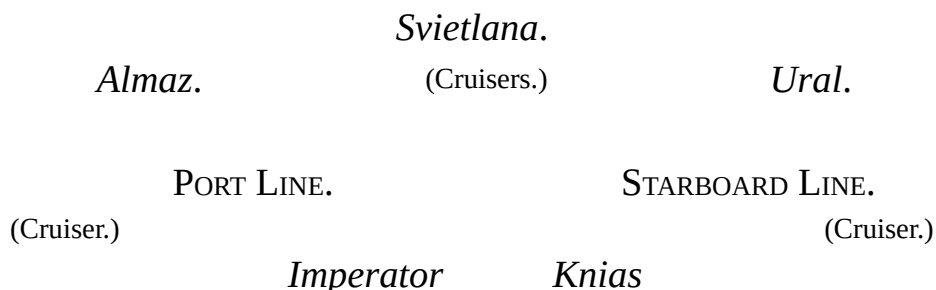 Svietlana.
Almaz. (Cruisers.) Ural.
Port Line. Starboard Line.
(Cruiser.) (Cruiser.)
Imperator Knias